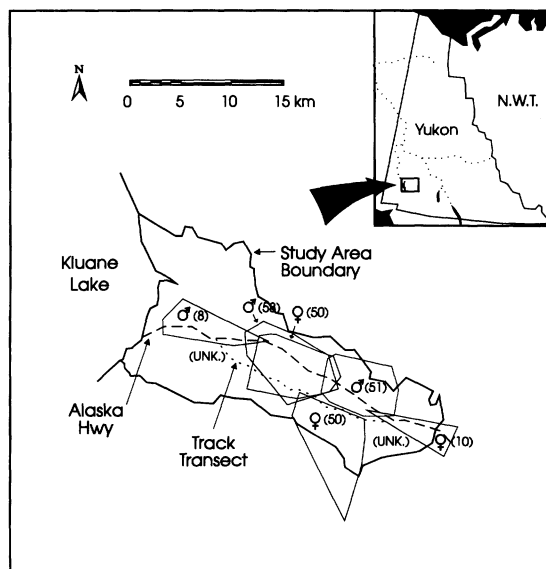 N
0 5 10 15 km
N.W.T.
Yukon
Study Area
Boundary
Kluane
Lake
♂ (8)
♂ (58)
♀ (50)
(UNK.)
♂ (51)
Alaska
Hwy
Track
Transect
♀ (50)
(UNK.)
♀ (10)